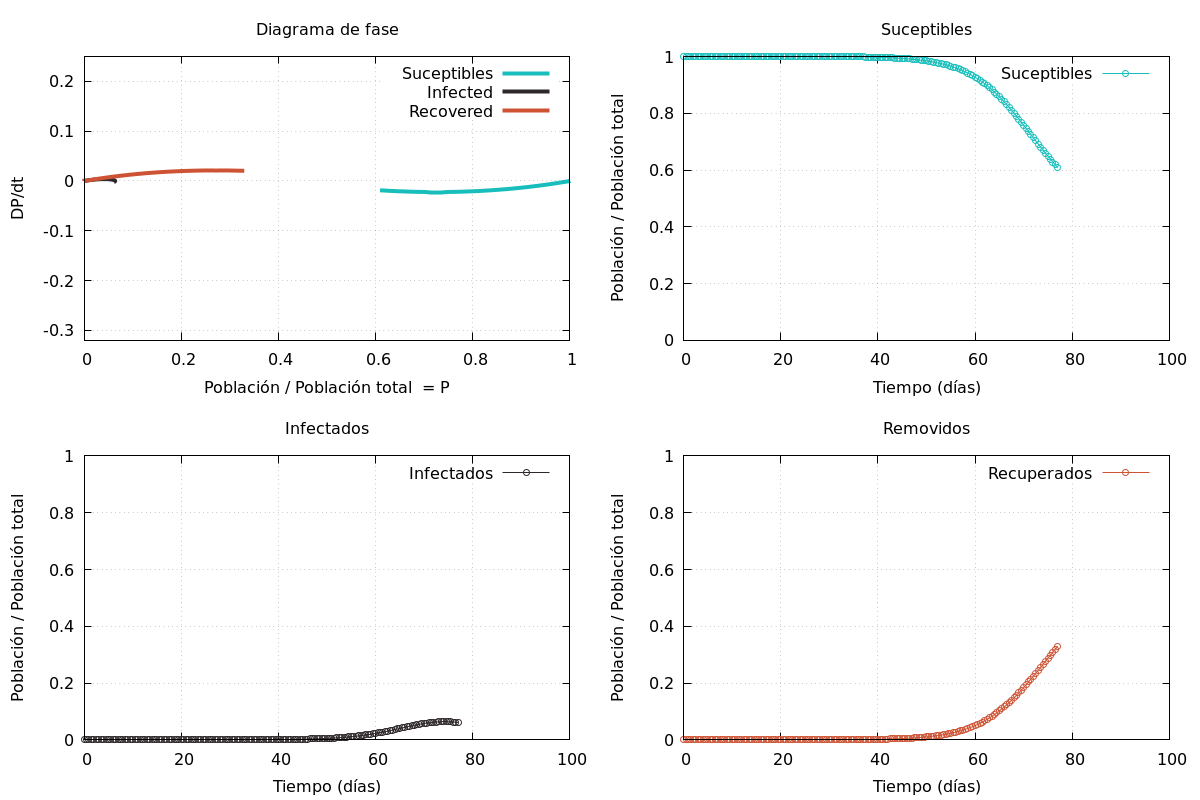 Diagrama de fase
Suceptibles
Infected
Recovered
0.2
0.1
0
-0.1
-0.2
-0.3
DP/dt
0 0.2 0.4 0.6 0.8 1
Población / Población total  = P
Suceptibles
Suceptibles
1
0.8
0.6
0.4
0.2
0
Población / Población total
0 20 40 60 80 100
Tiempo (días)
Infectados
Infectados
1
0.8
0.6
0.4
0.2
0
Población / Población total
0 20 40 60 80 100
Tiempo (días)
Removidos
Recuperados
1
0.8
0.6
0.4
0.2
0
Población / Población total
0 20 40 60 80 100
Tiempo (días)